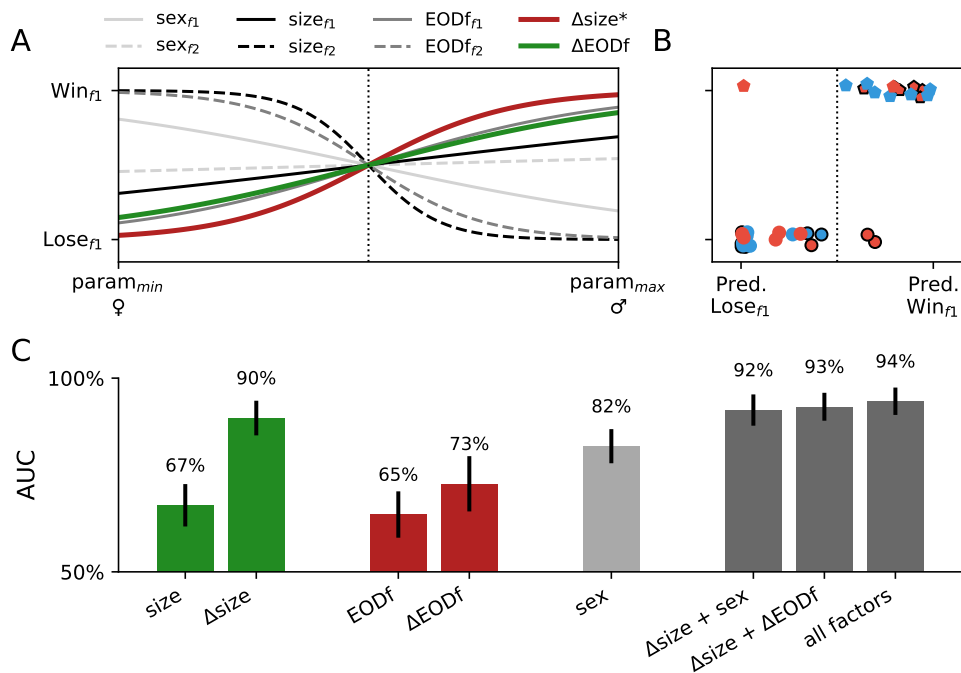 sex_f1 size_f1 EODf_f1 Δsize*
sex_f2 size_f2 EODf_f2 ΔEODf
A
B
Win_f1
Lose_f1
param_min param_max
♀ ♂
Pred. Pred.
Lose_f1 Win_f1
C
AUC
100%
50%
67%
90%
65%
73%
82%
92%
93%
94%
size
Δsize
EODf
ΔEODf
sex
Δsize + sex
Δsize + ΔEODf
all factors